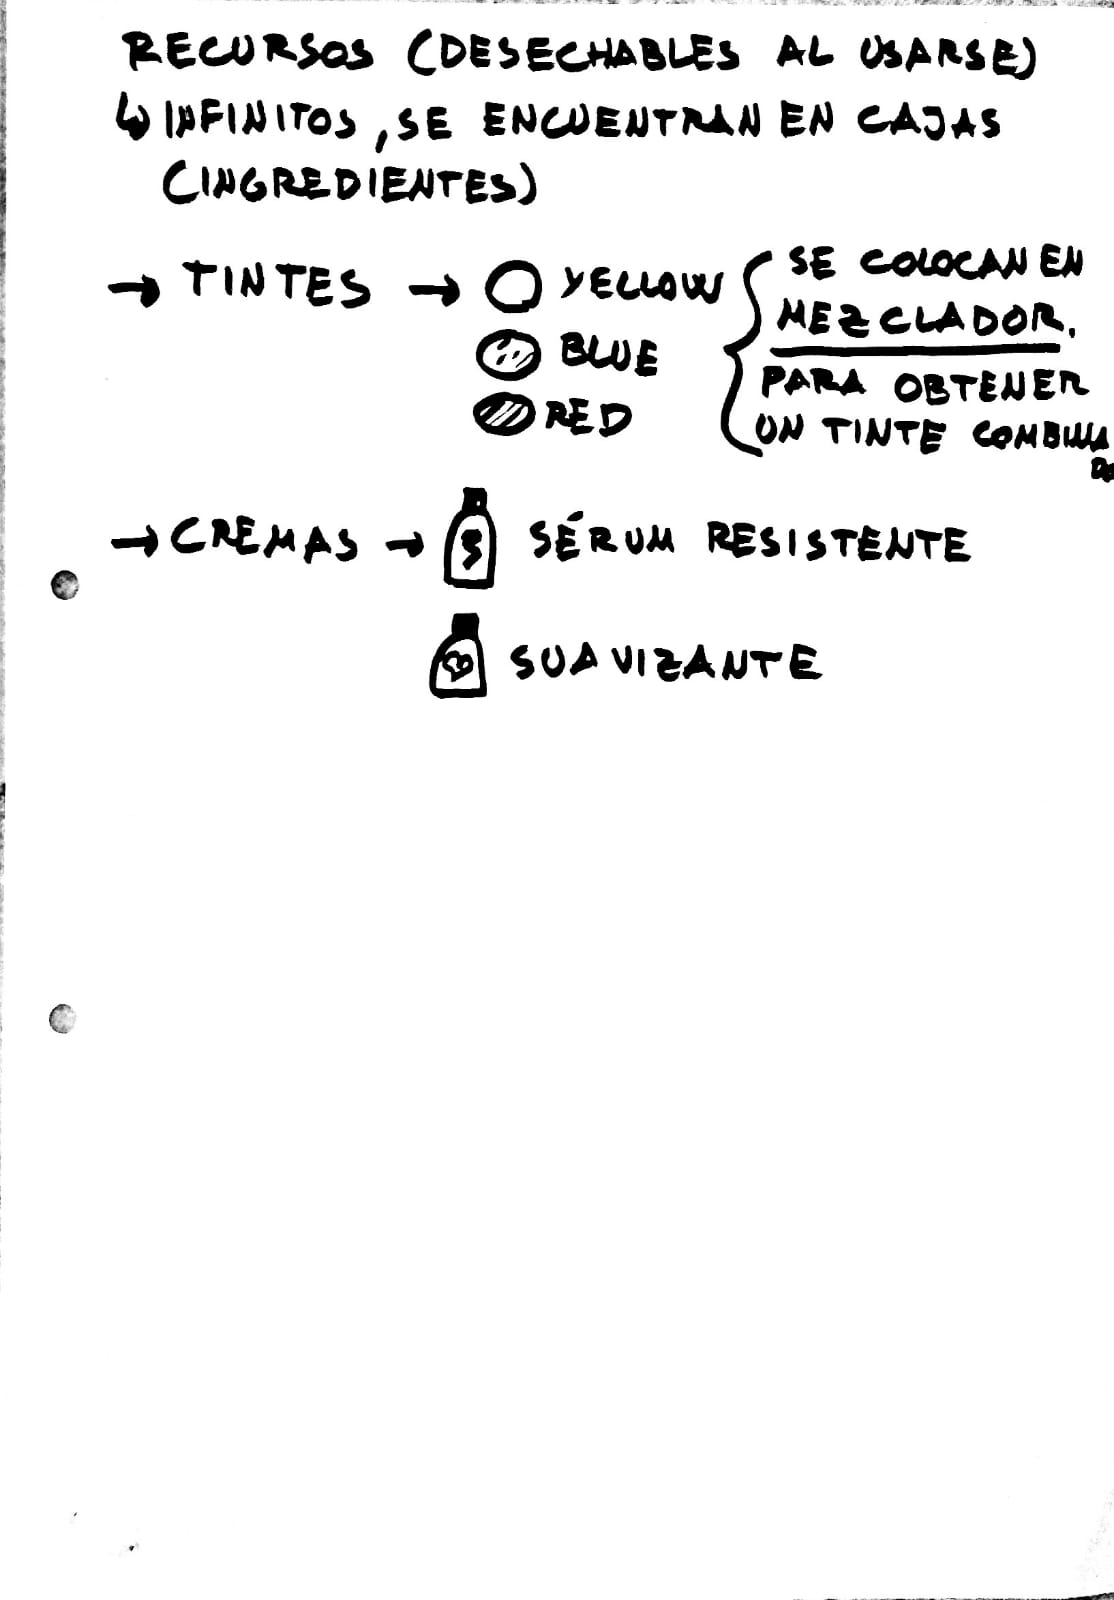 RECURSOS (DESECHABLES AL USARSE)
↳ INFINITOS, SE ENCUENTRAN EN CAJAS
(INGREDIENTES)
→ TINTES → YELLOW { SE COLOCAN EN
MEZCLADOR.
BLUE
PARA OBTENER
RED
UN TINTE COMBINA
DO
→ CREMAS → SÉRUM RESISTENTE
SUAVIZANTE